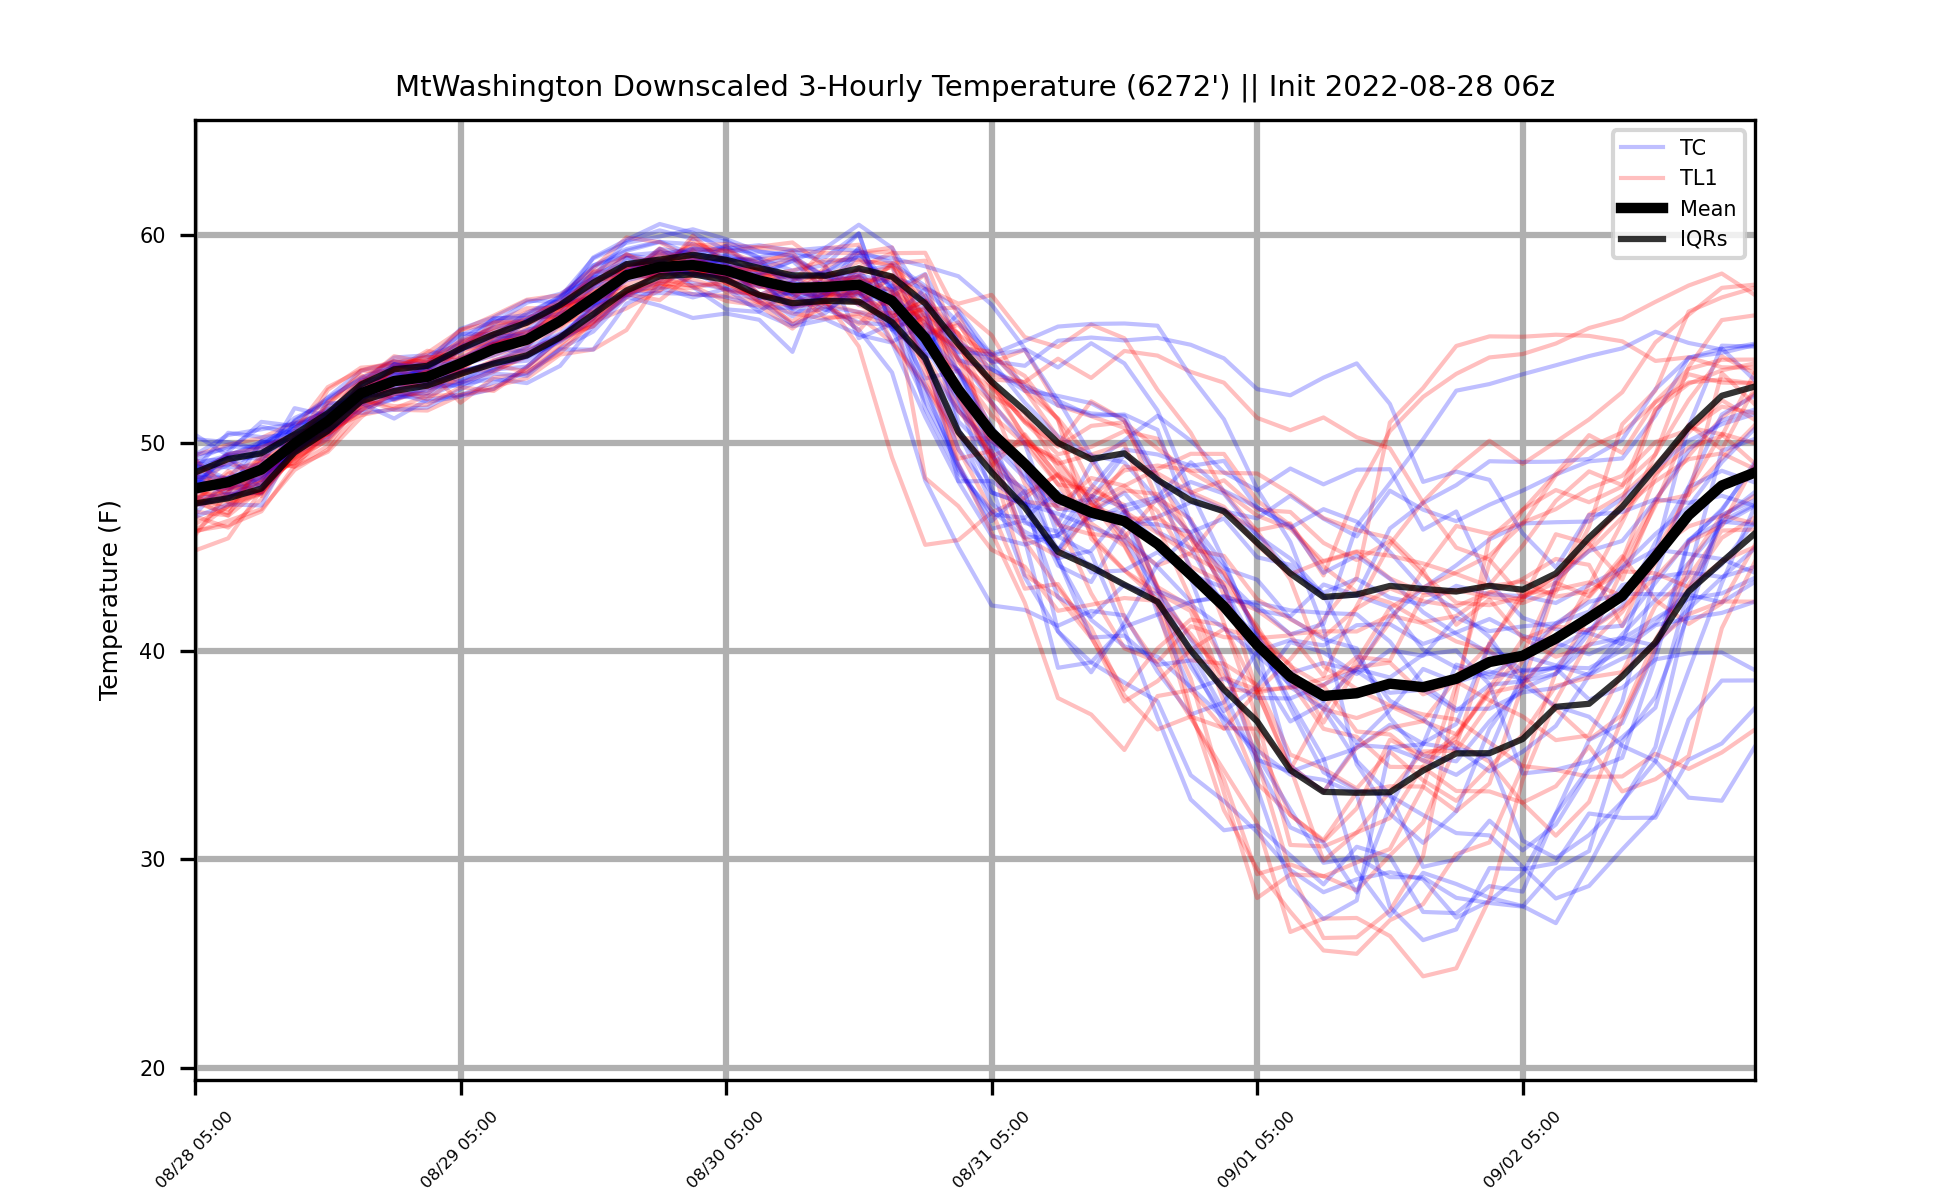 MtWashington Downscaled 3-Hourly Temperature (6272') || Init 2022-08-28 06z
TC
TL1
Mean
IQRs
Temperature (F)
60
50
40
30
20
08/28 05:00
08/29 05:00
08/30 05:00
08/31 05:00
09/01 05:00
09/02 05:00